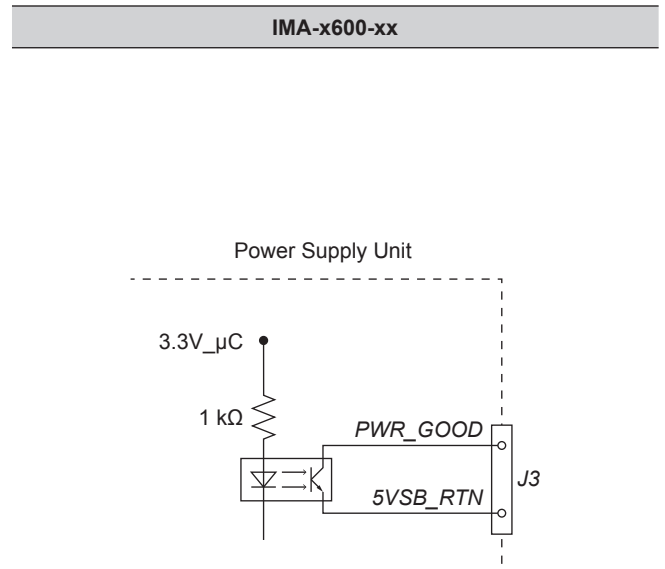 IMA-x600-xx
Power Supply Unit
3.3V_µC
1 kΩ
PWR_GOOD
J3
5VSB_RTN